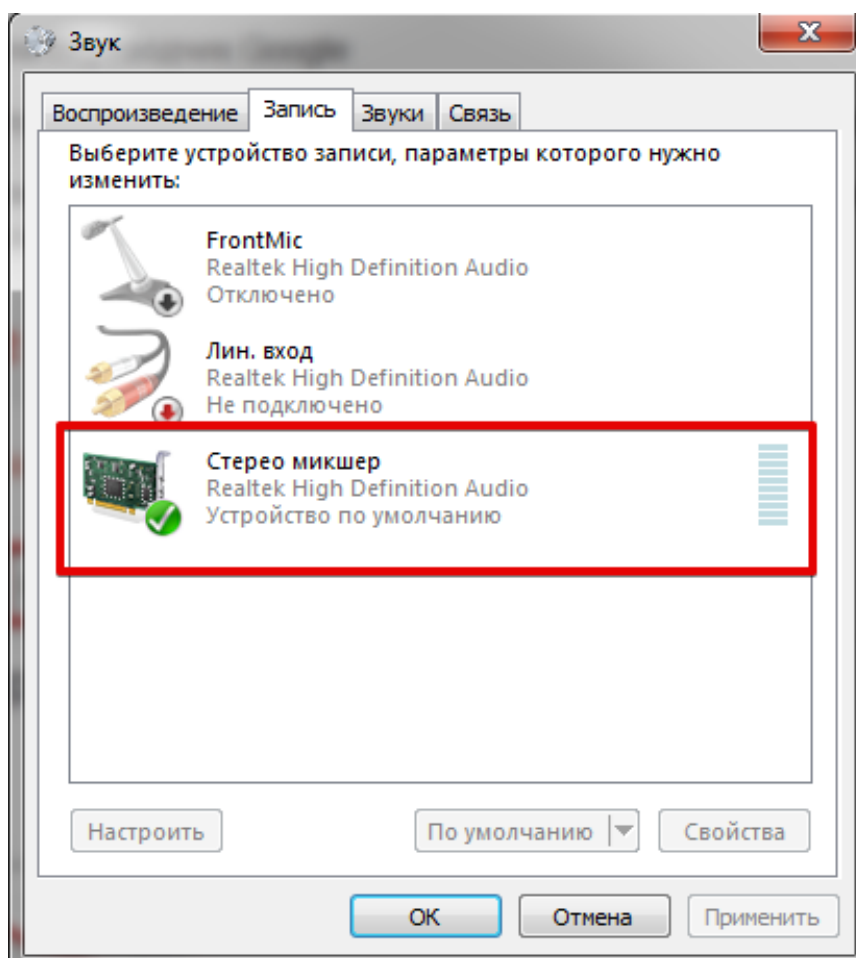 Звук
Воспроизведение Запись Звуки Связь
Выберите устройство записи, параметры которого нужно
изменить:
FrontMic
Realtek High Definition Audio
Отключено
Лин. вход
Realtek High Definition Audio
Не подключено
Стерео микшер
Realtek High Definition Audio
Устройство по умолчанию
Настроить По умолчанию Свойства
ОК Отмена Применить